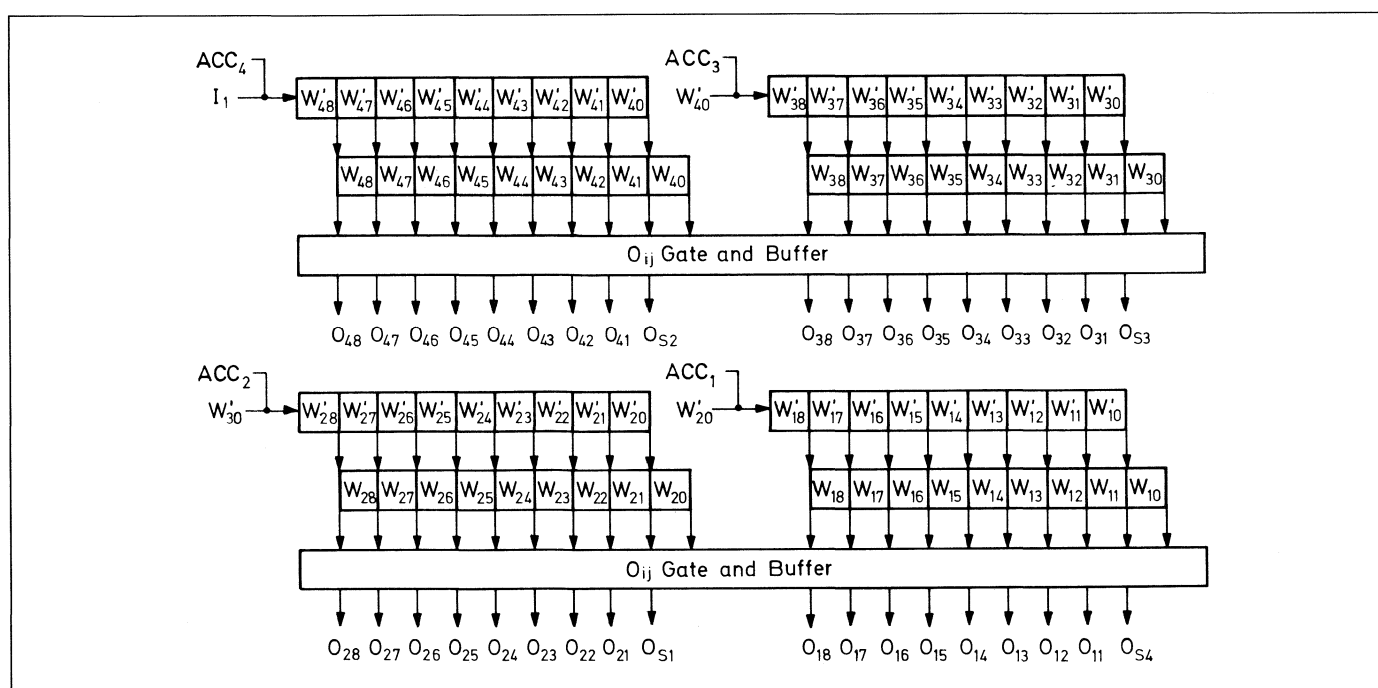 ACC₄ ACC₃
I₁ W'₄₈ W'₄₇ W'₄₆ W'₄₅ W'₄₄ W'₄₃ W'₄₂ W'₄₁ W'₄₀ W'₄₀ W'₃₈ W'₃₇ W'₃₆ W'₃₅ W'₃₄ W'₃₃ W'₃₂ W'₃₁ W'₃₀
W₄₈ W₄₇ W₄₆ W₄₅ W₄₄ W₄₃ W₄₂ W₄₁ W₄₀ W₃₈ W₃₇ W₃₆ W₃₅ W₃₄ W₃₃ W₃₂ W₃₁ W₃₀
Oᵢⱼ Gate and Buffer
O₄₈ O₄₇ O₄₆ O₄₅ O₄₄ O₄₃ O₄₂ O₄₁ O_S2 O₃₈ O₃₇ O₃₆ O₃₅ O₃₄ O₃₃ O₃₂ O₃₁ O_S3
ACC₂ ACC₁
W'₃₀ W'₂₈ W'₂₇ W'₂₆ W'₂₅ W'₂₄ W'₂₃ W'₂₂ W'₂₁ W'₂₀ W'₂₀ W'₁₈ W'₁₇ W'₁₆ W'₁₅ W'₁₄ W'₁₃ W'₁₂ W'₁₁ W'₁₀
W₂₈ W₂₇ W₂₆ W₂₅ W₂₄ W₂₃ W₂₂ W₂₁ W₂₀ W₁₈ W₁₇ W₁₆ W₁₅ W₁₄ W₁₃ W₁₂ W₁₁ W₁₀
Oᵢⱼ Gate and Buffer
O₂₈ O₂₇ O₂₆ O₂₅ O₂₄ O₂₃ O₂₂ O₂₁ O_S1 O₁₈ O₁₇ O₁₆ O₁₅ O₁₄ O₁₃ O₁₂ O₁₁ O_S4